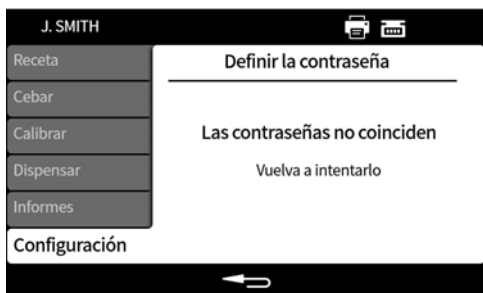 J. SMITH
Receta
Cebar
Calibrar
Dispensar
Informes
Configuración
Definir la contraseña
Las contraseñas no coinciden
Vuelva a intentarlo